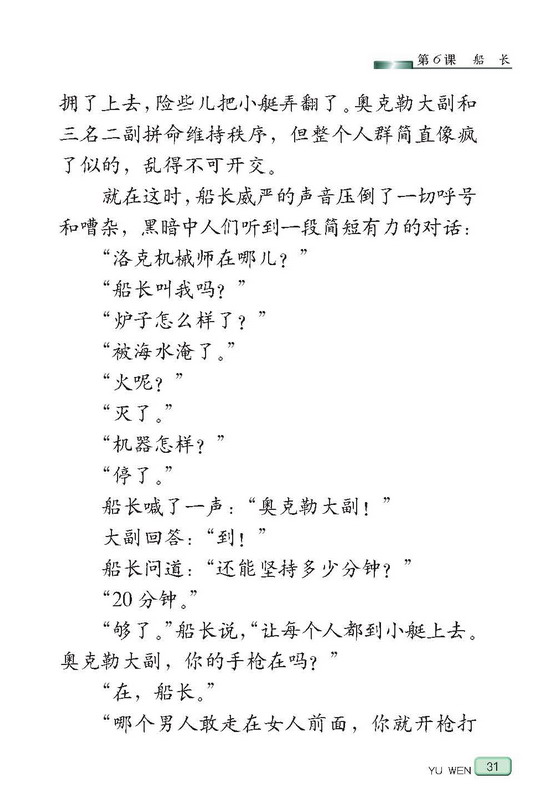 第6课 船 长
拥了上去，险些儿把小艇弄翻了。奥克勒大副和
三名二副拼命维持秩序，但整个人群简直像疯
了似的，乱得不可开交。
就在这时，船长威严的声音压倒了一切呼号
和嘈杂，黑暗中人们听到一段简短有力的对话：
“洛克机械师在哪儿？”
“船长叫我吗？”
“炉子怎么样了？”
“被海水淹了。”
“火呢？”
“灭了。”
“机器怎样？”
“停了。”
船长喊了一声：“奥克勒大副！”
大副回答：“到！”
船长问道：“还能坚持多少分钟？”
“20分钟。”
“够了。”船长说，“让每个人都到小艇上去。
奥克勒大副，你的手枪在吗？”
“在，船长。”
“哪个男人敢走在女人前面，你就开枪打
YU WEN 31